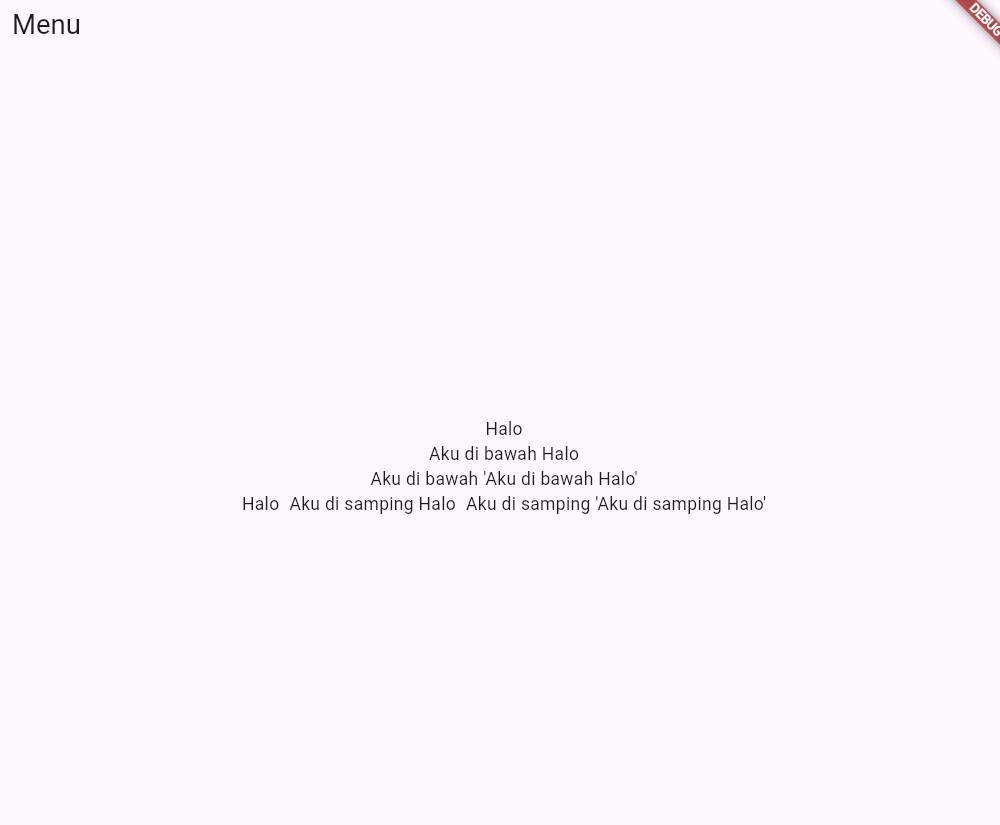 Menu
DEBUG
Halo
Aku di bawah Halo
Aku di bawah 'Aku di bawah Halo'
Halo Aku di samping Halo Aku di samping 'Aku di samping Halo'